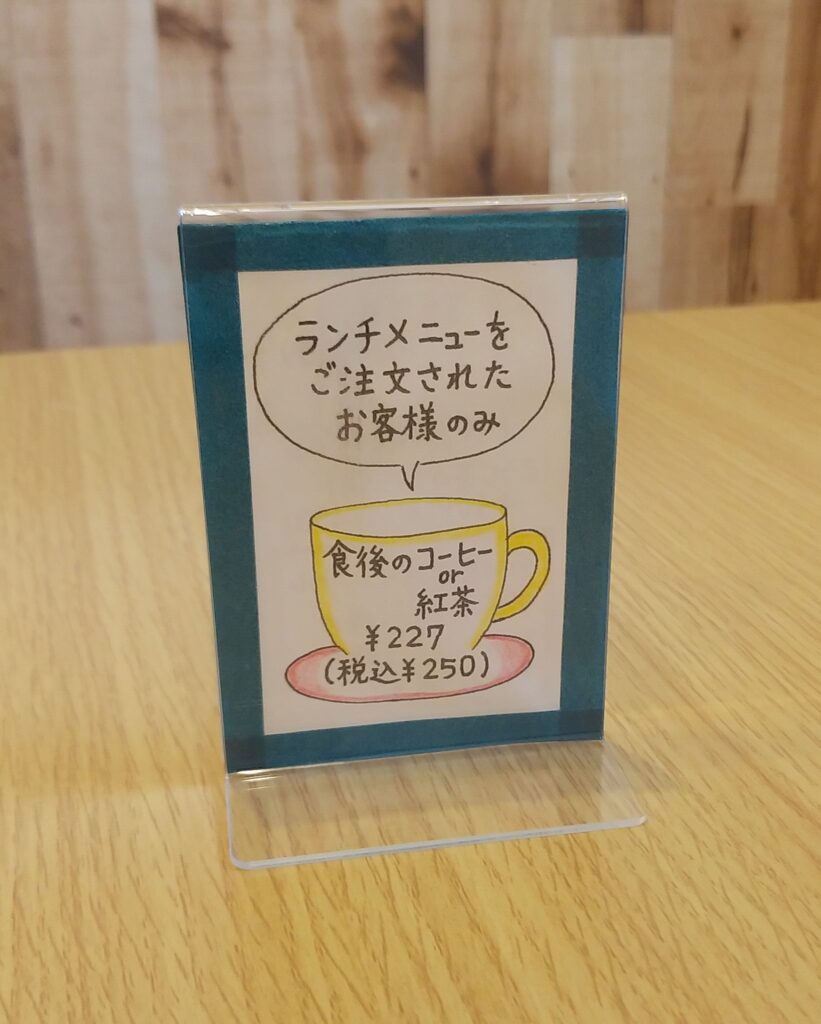 ランチメニューを
ご注文された
お客様のみ
食後のコーヒー
or
紅茶
¥227
(税込¥250)